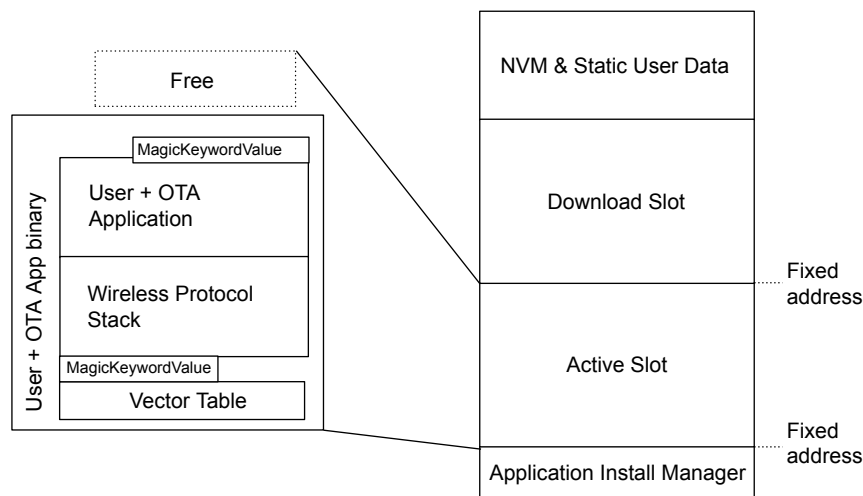 Free
MagicKeywordValue
User + OTA
Application
Wireless Protocol
Stack
MagicKeywordValue
Vector Table
User + OTA App binary
NVM & Static User Data
Download Slot
Fixed
address
Active Slot
Fixed
address
Application Install Manager